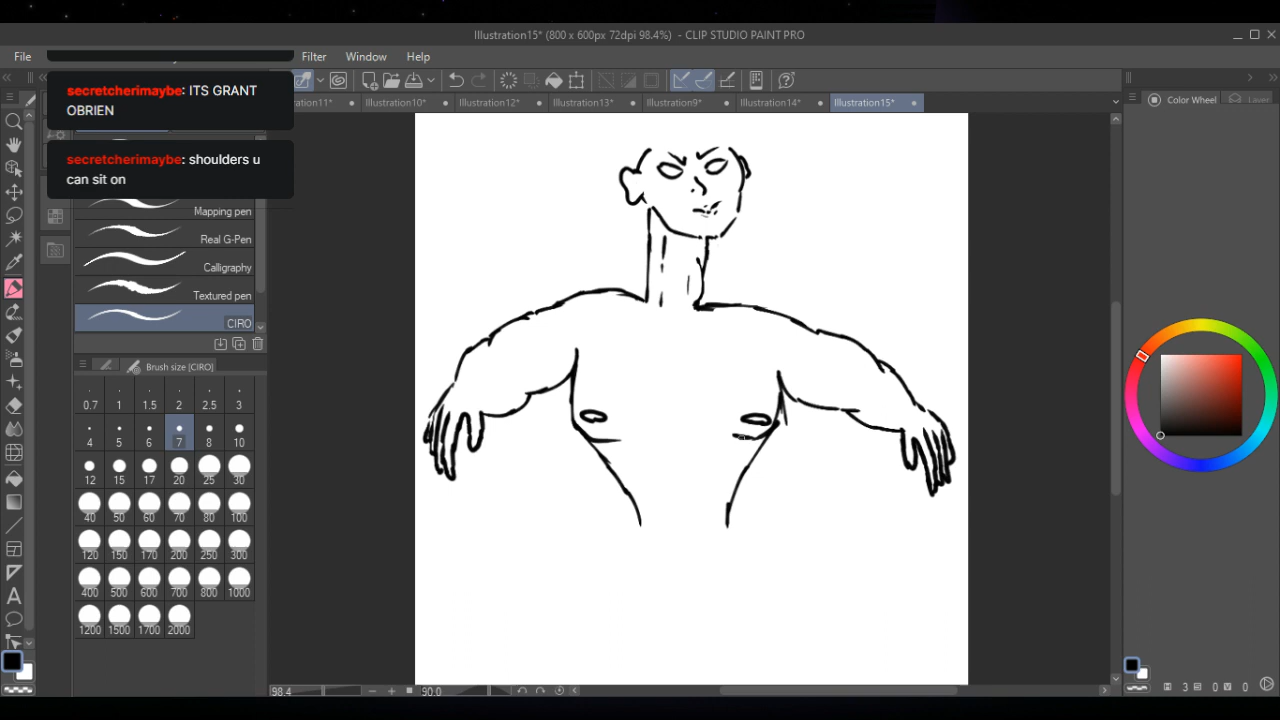 Illustration15* (800 x 600px 72dpi 98.4%) - CLIP STUDIO PAINT PRO
File
Filter
Window
Help
secretcherimaybe: ITS GRANT
OBRIEN
secretcherimaybe: shoulders u
can sit on
ation11*
Illustration10*
Illustration12*
Illustration13*
Illustration9*
Illustration14*
Illustration15*
Color Wheel
Layer
Mapping pen
Real G-Pen
Calligraphy
Textured pen
CIRO
Brush size [CIRO]
0.7 1 1.5 2 2.5 3
4 5 6 7 8 10
12 15 17 20 25 30
40 50 60 70 80 100
120 150 170 200 250 300
400 500 600 700 800 1000
1200 1500 1700 2000
98.4
90.0
3 0 0